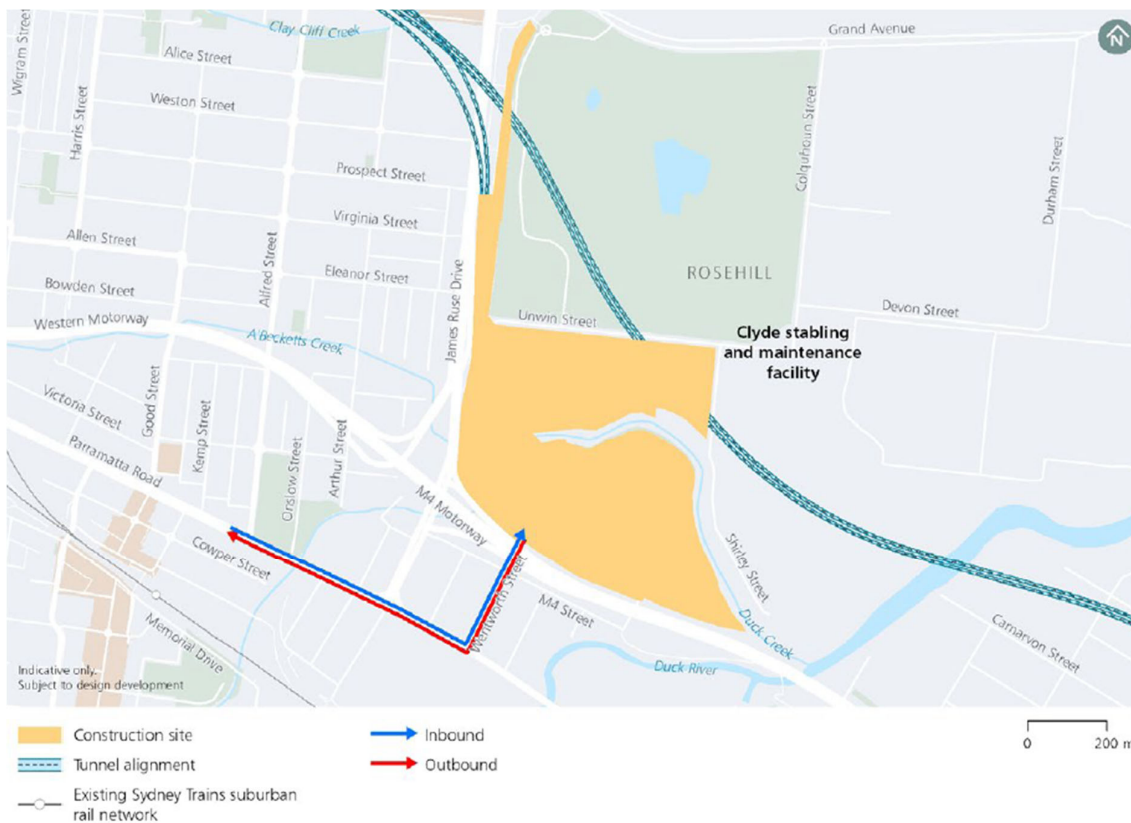 Clay Cliff Creek
Grand Avenue
N
Wigram Street
Alice Street
Harris Street
Weston Street
Colquhoun Street
Durham Street
Prospect Street
Virginia Street
Allen Street
Alfred Street
Eleanor Street
James Ruse Drive
ROSEHILL
Bowden Street
Unwin Street
Devon Street
Western Motorway
A'Becketts Creek
Clyde stabling
and maintenance
facility
Victoria Street
Good Street
Kemp Street
Parramatta Road
Onslow Street
Arthur Street
M4 Motorway
Cowper Street
Wentworth Street
Shirley Street
M4 Street
Duck Creek
Memorial Drive
Duck River
Carnarvon Street
Indicative only.
Subject to design development
Construction site
Inbound
0 200 m
Tunnel alignment
Outbound
Existing Sydney Trains suburban
rail network